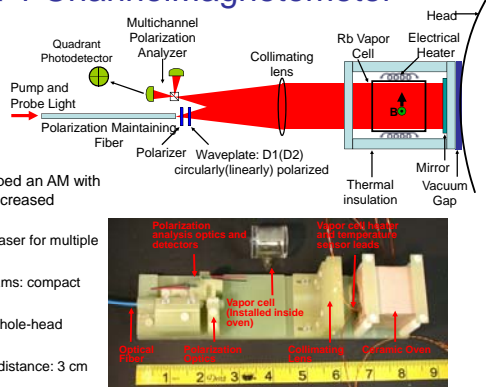 Channel
magnetometer
Head
Multichannel
Polarization
Analyzer
Quadrant
Photodetector
Collimating
lens
Rb Vapor
Cell
Electrical
Heater
Pump and
Probe Light
B
Polarization Maintaining
Fiber
Polarizer
Waveplate: D1(D2)
circularly(linearly) polarized
Mirror
Thermal
insulation
Vacuum
Gap
an AM with
creased
aser for multiple
ms: compact
hole-head
distance: 3 cm
Polarization
analysis optics and
detectors
Vapor cell heater
and temperature
sensor leads
Vapor cell
(Installed inside
oven)
Optical
Fiber
Polarization
Optics
Collimating
Lens
Ceramic Oven
1 2 3 4 5 6 7 8 9